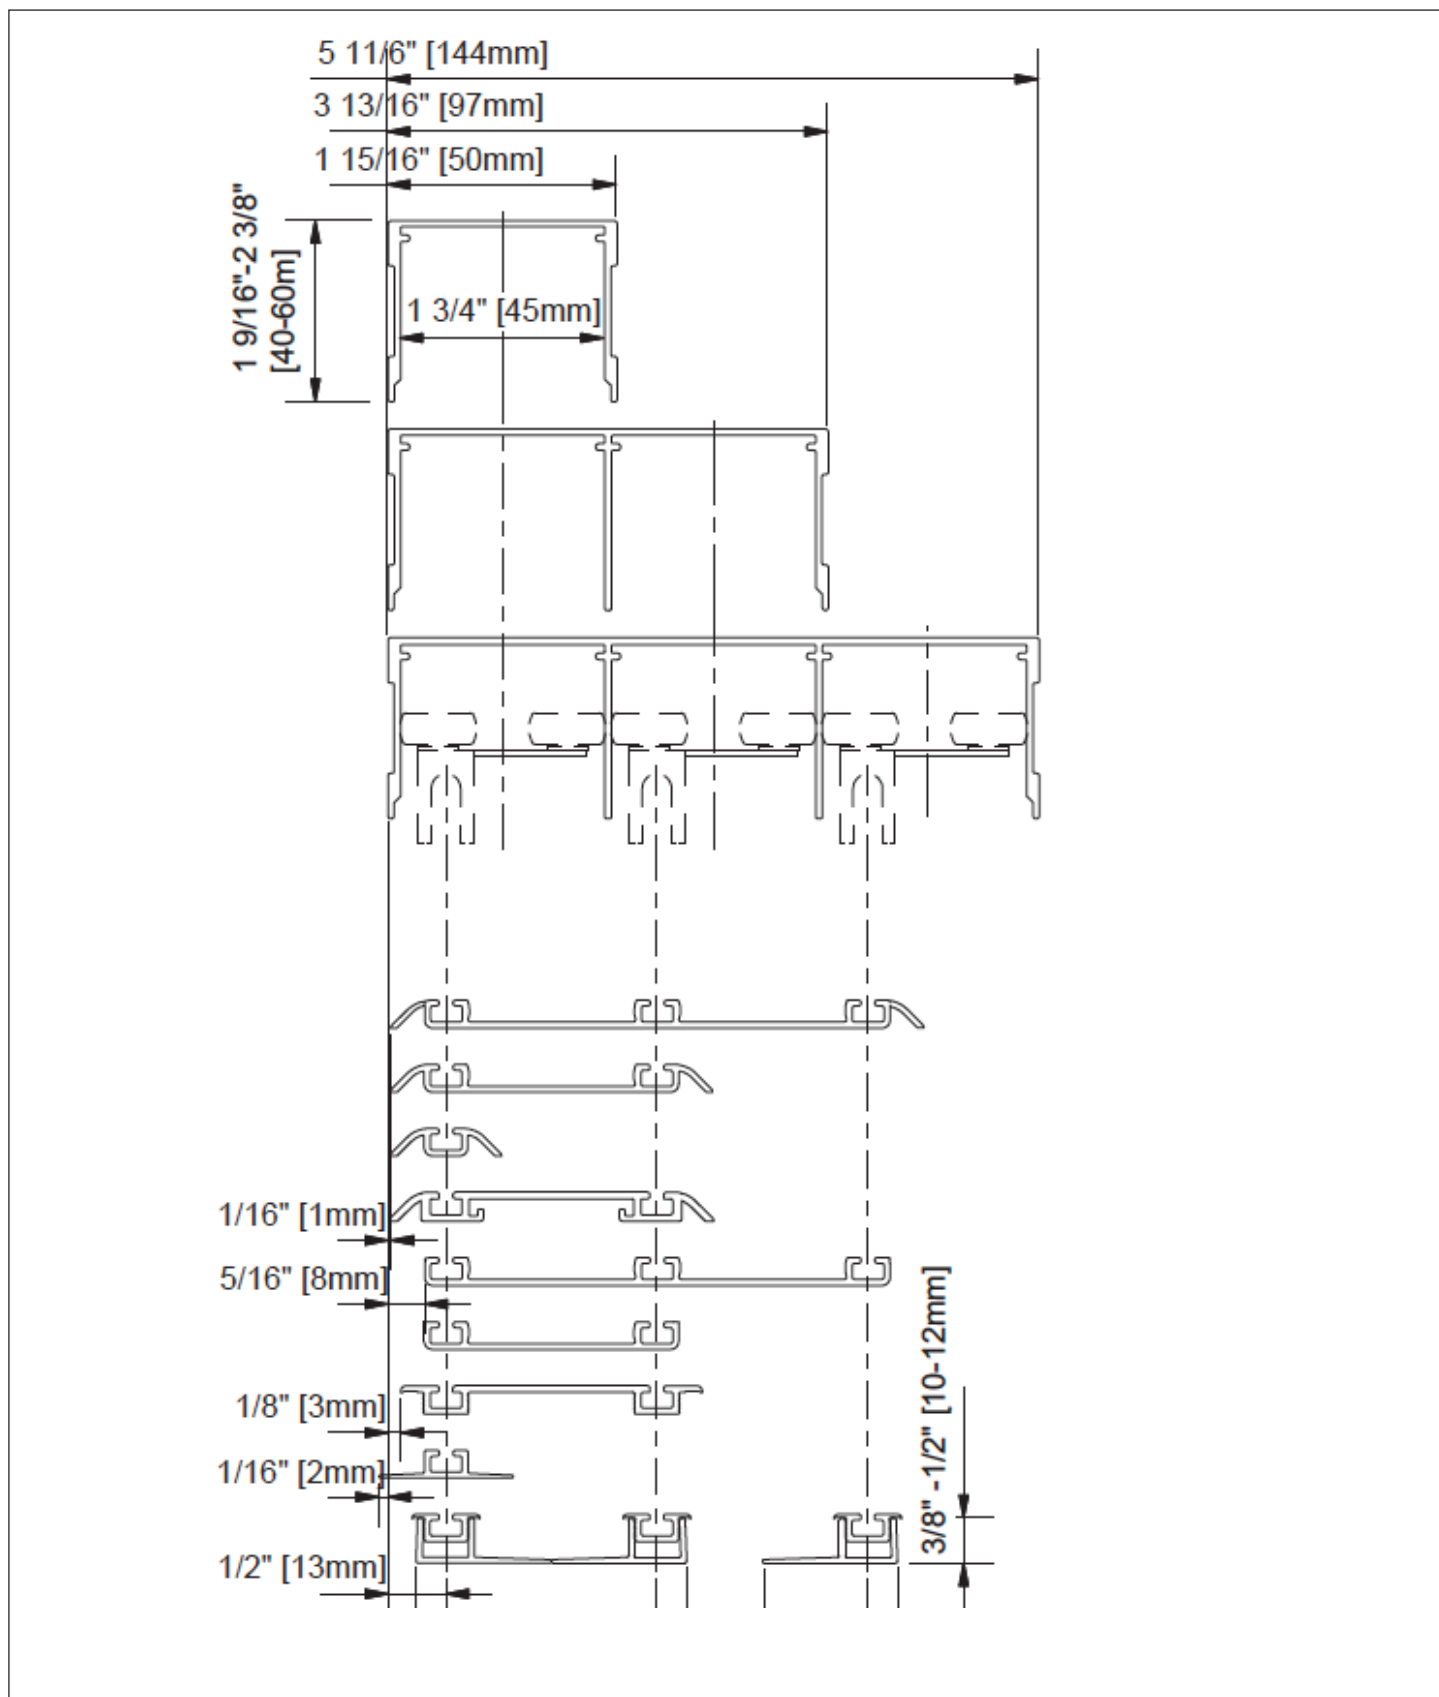 5 11/6" [144mm]
3 13/16" [97mm]
1 15/16" [50mm]
1 9/16"-2 3/8"
[40-60m]
1 3/4" [45mm]
1/16" [1mm]
5/16" [8mm]
1/8" [3mm]
1/16" [2mm]
3/8" -1/2" [10-12mm]
1/2" [13mm]